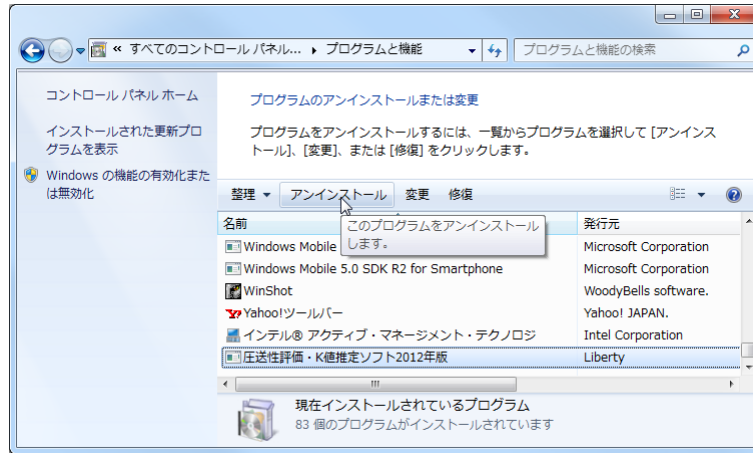 « すべてのコントロール パネル... ▸ プログラムと機能
プログラムと機能の検索
コントロール パネル ホーム
インストールされた更新プロ
グラムを表示
Windows の機能の有効化また
は無効化
プログラムのアンインストールまたは変更
プログラムをアンインストールするには、一覧からプログラムを選択して [アンインス
トール]、[変更]、または [修復] をクリックします。
整理 アンインストール 変更 修復
名前 発行元
このプログラムをアンインストール
します。
Windows Mobile Microsoft Corporation
Windows Mobile 5.0 SDK R2 for Smartphone Microsoft Corporation
WinShot WoodyBells software.
Yahoo!ツールバー Yahoo! JAPAN.
インテル® アクティブ・マネージメント・テクノロジ Intel Corporation
圧送性評価・K値推定ソフト2012年版 Liberty
現在インストールされているプログラム
83 個のプログラムがインストールされています